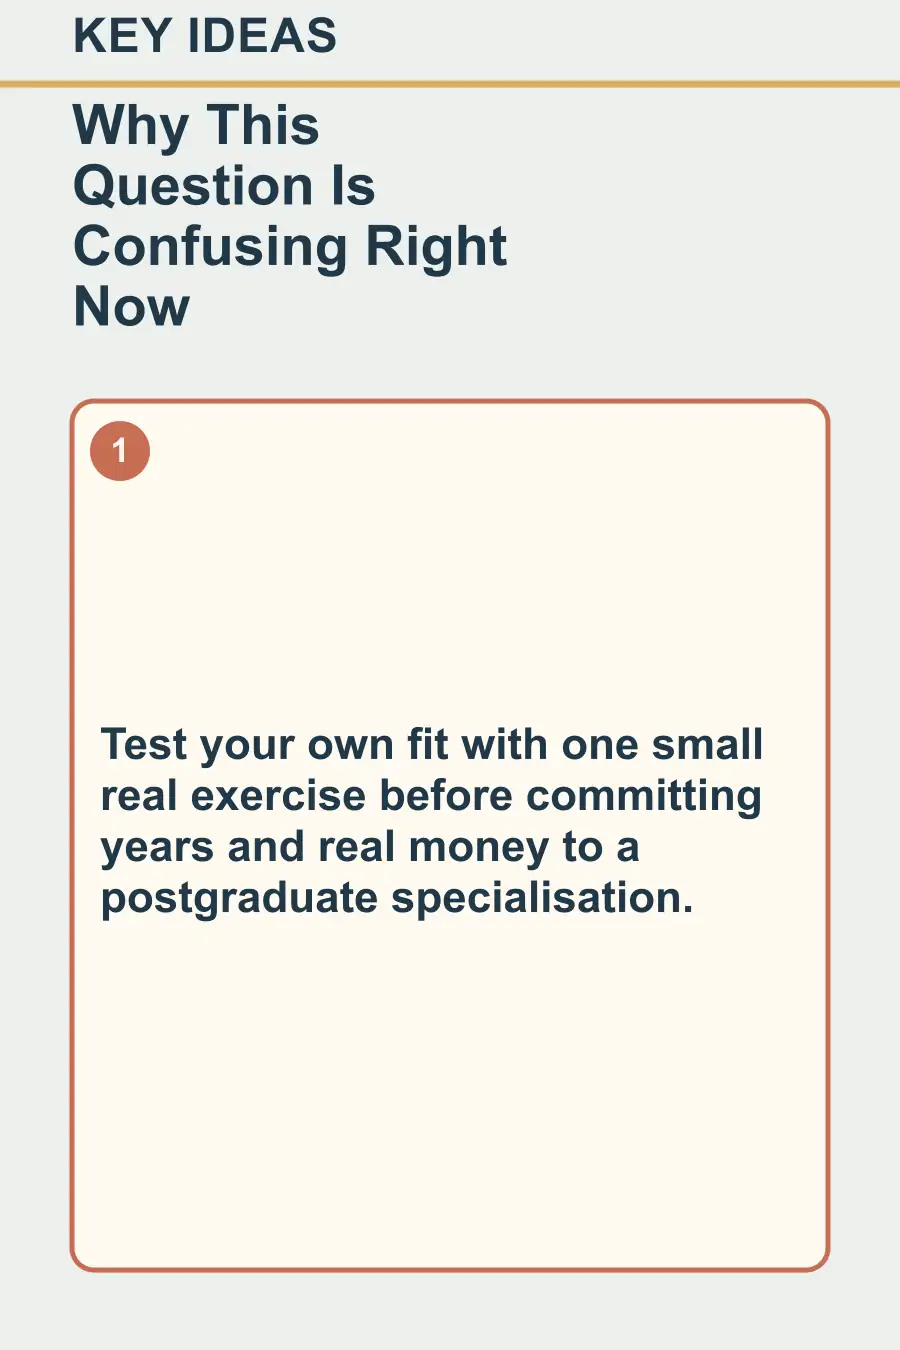 KEY IDEAS
Why This
Question Is
Confusing Right
Now
1
Test your own fit with one small
real exercise before committing
years and real money to a
postgraduate specialisation.